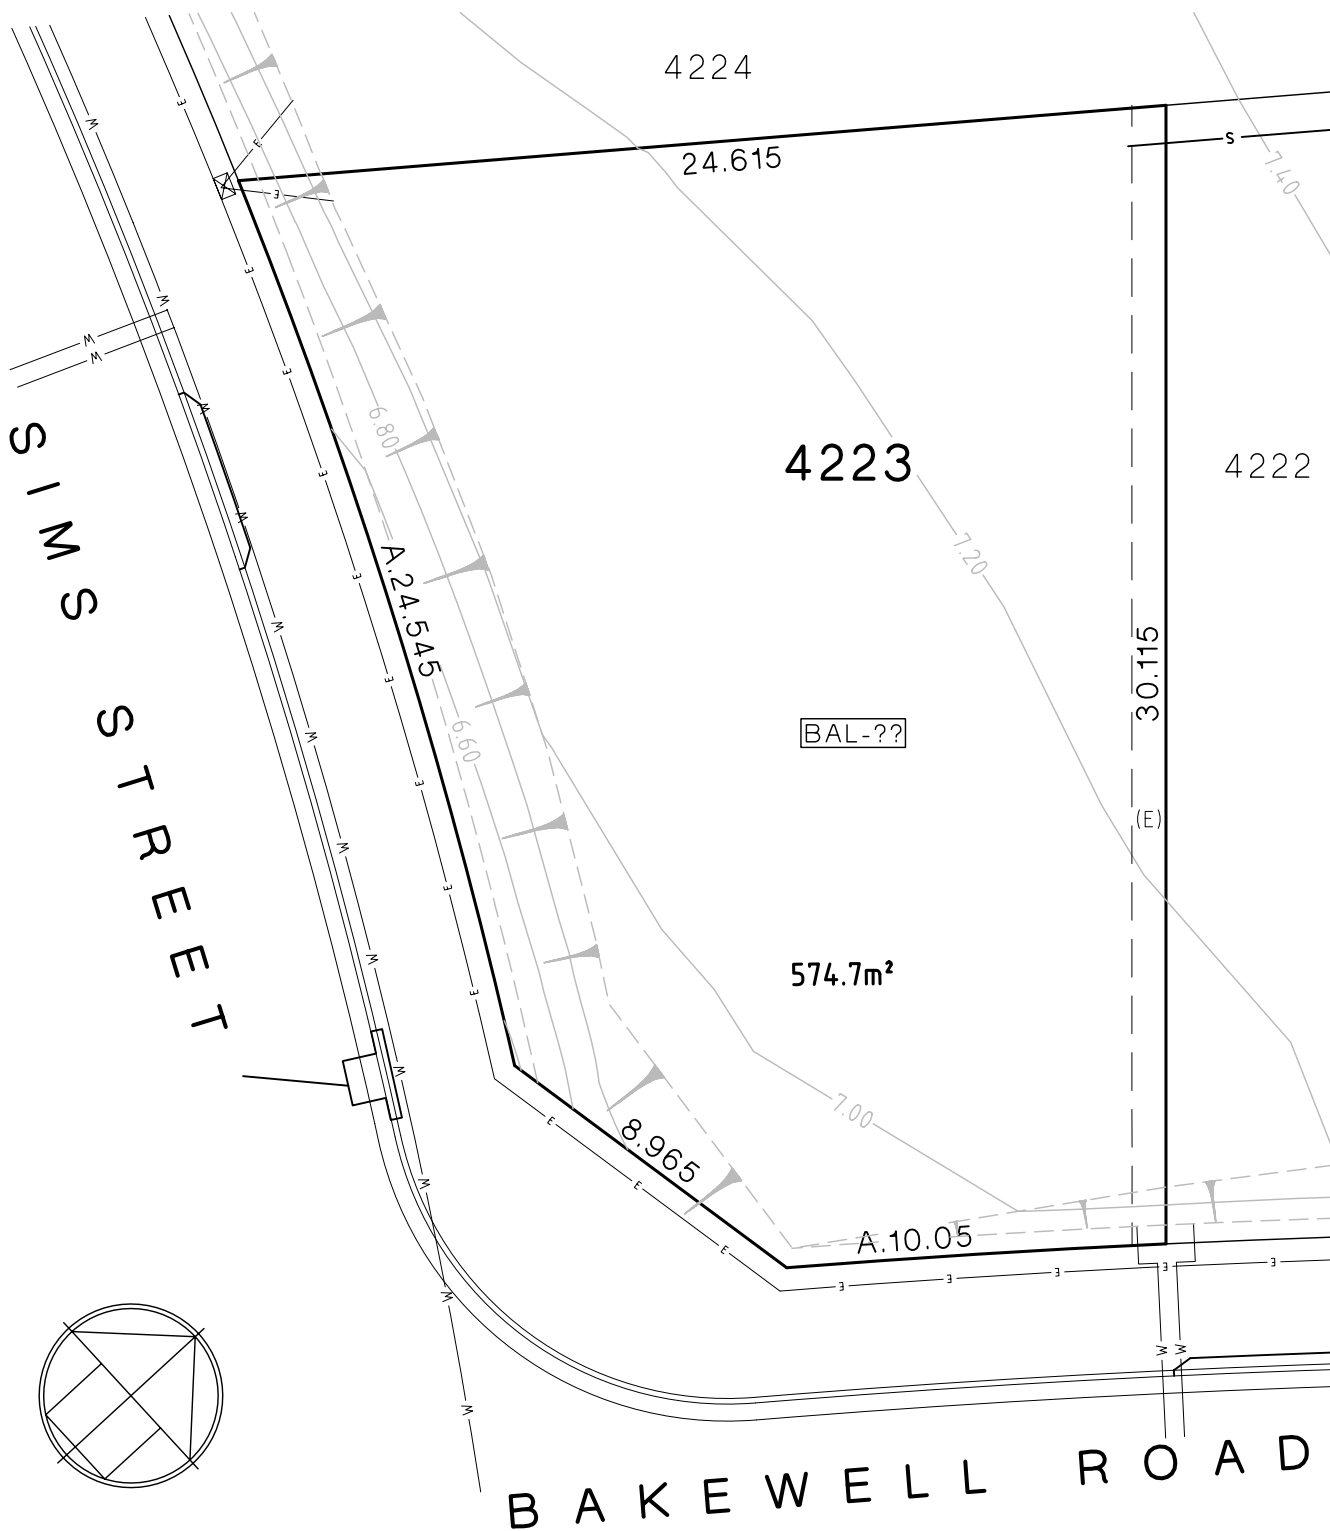 4224
24.615
S
7.40
6.80
4223
4222
7.20
A.24.545
30.115
6.60
BAL-??
(E)
574.7m²
7.00
8.965
A.10.05
SIMS STREET
BAKEWELL ROAD